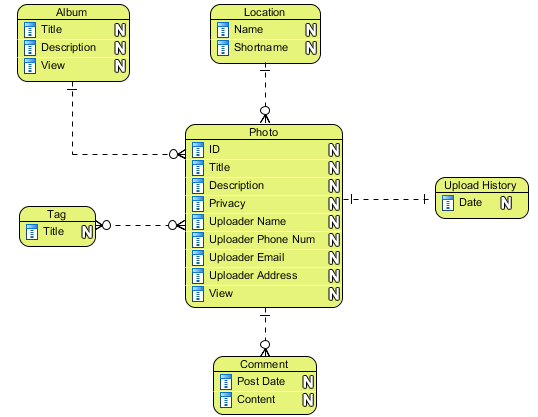 Album
Title N
Description N
View N
Location
Name N
Shortname N
Photo
ID N
Title N
Description N
Privacy N
Uploader Name N
Uploader Phone Num N
Uploader Email N
Uploader Address N
View N
Upload History
Date N
Tag
Title N
Comment
Post Date N
Content N